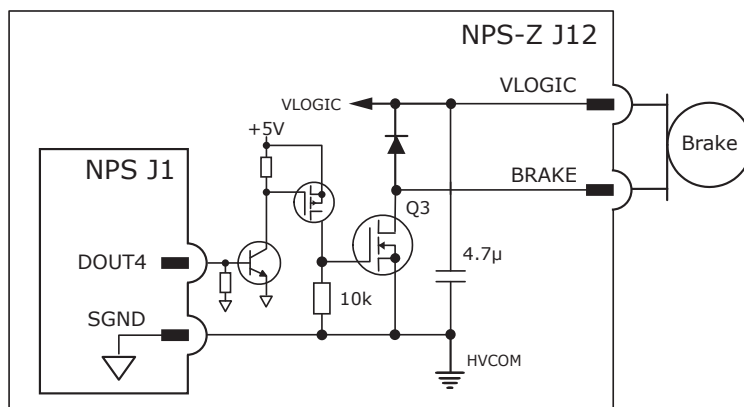 NPS-Z J12
VLOGIC
VLOGIC
+5V
Brake
NPS J1
BRAKE
Q3
DOUT4
4.7µ
10k
SGND
HVCOM